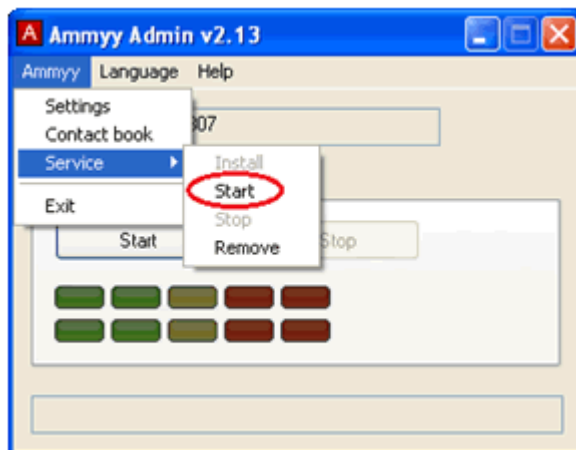 Ammyy Admin v2.13
Ammyy Language Help
Settings
Contact book
Service
Exit
807
Install
Start
Stop
Remove
Start
Stop